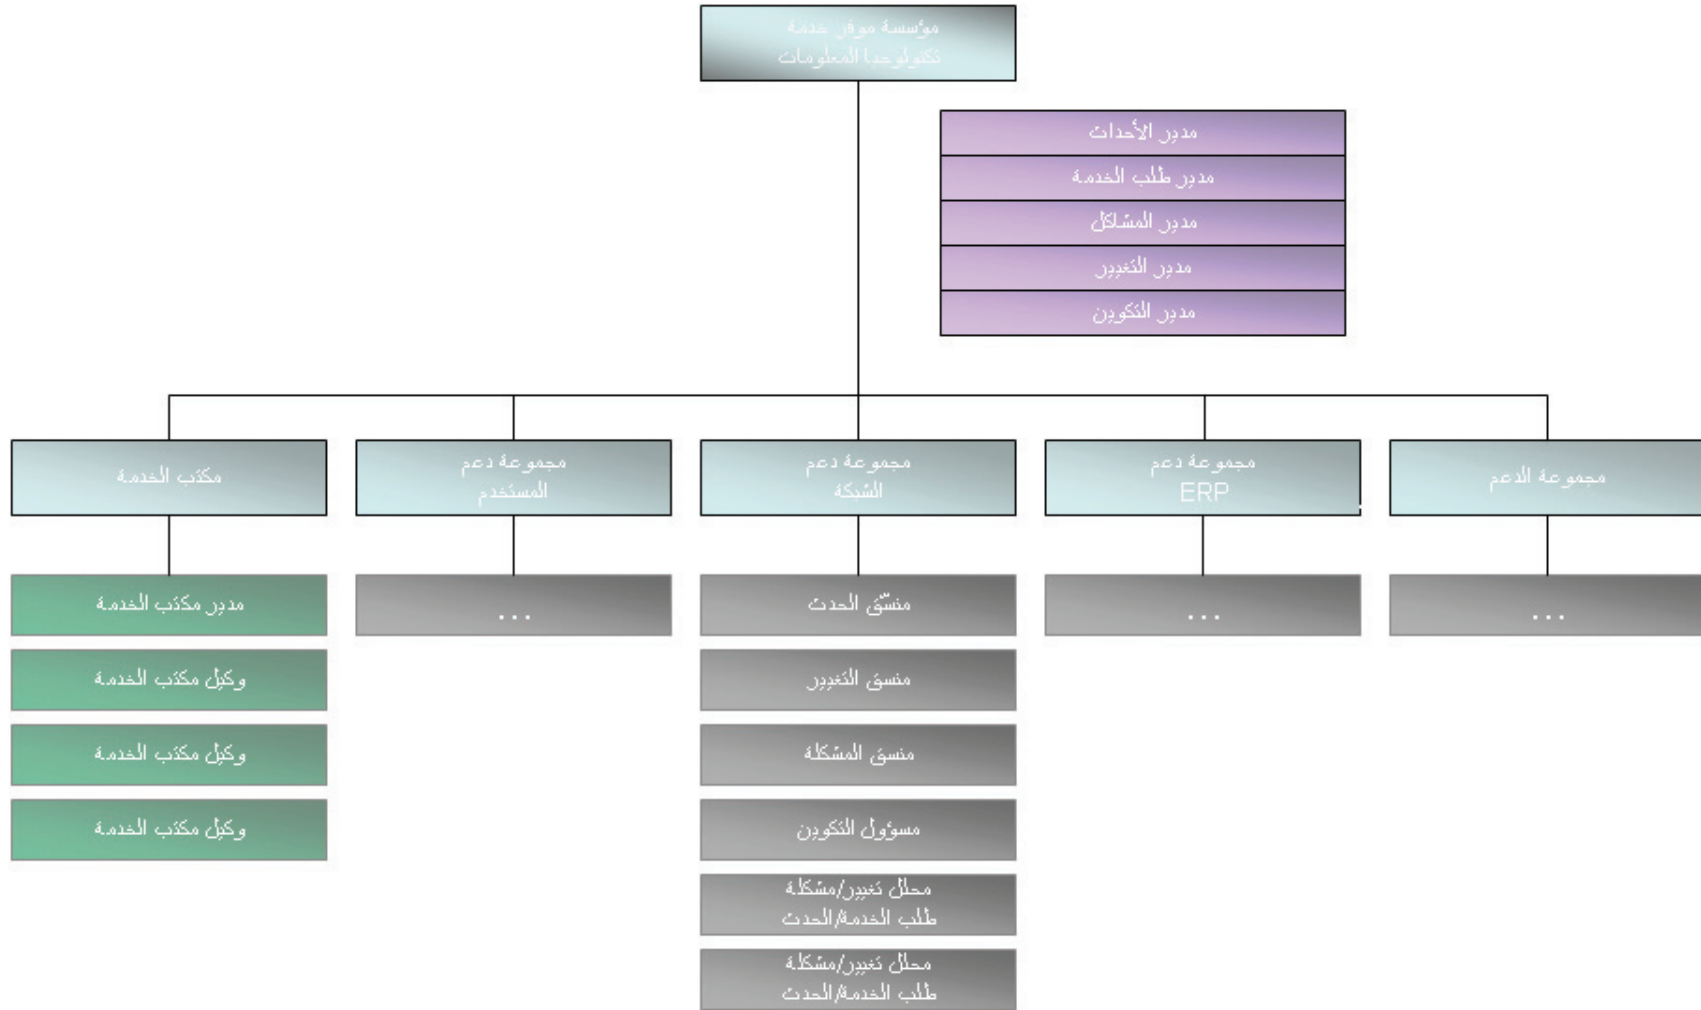 مؤسسة موفر خدمة
تكنولوجيا المعلومات
مدير الأحداث
مدير طلب الخدمة
مدير المشاكل
مدير التغيير
مدير التكوين
مجموعة الدعم
مجموعة دعم
ERP
مجموعة دعم
الشبكة
مجموعة دعم
المستخدم
مكتب الخدمة
...
...
منسّق الحدث
منسق التغيير
منسق المشكلة
مسؤول التكوين
محلل تغيير/مشكلة
طلب الخدمة/الحدث
محلل تغيير/مشكلة
طلب الخدمة/الحدث
...
مدير مكتب الخدمة
وكيل مكتب الخدمة
وكيل مكتب الخدمة
وكيل مكتب الخدمة